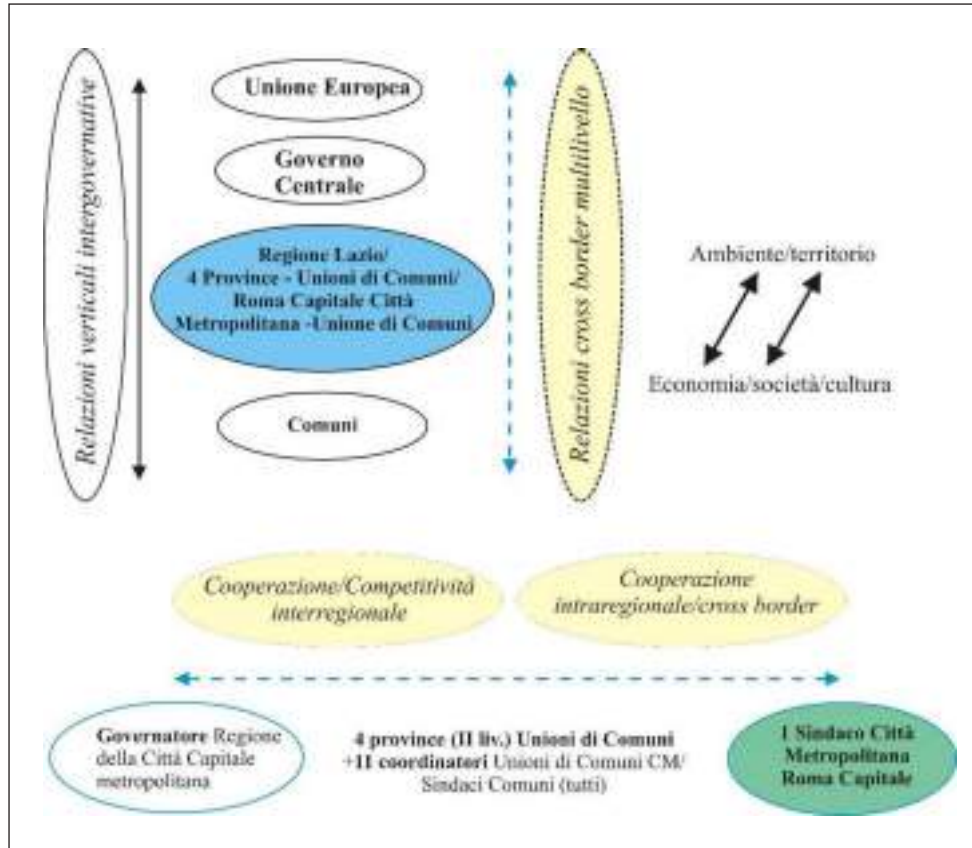 Relazioni verticali intergovernative
Unione Europea
Governo
Centrale
Regione Lazio/
4 Province - Unioni di Comuni/
Roma Capitale Città
Metropolitana -Unione di Comuni
Comuni
Relazioni cross border multilivello
Ambiente/territorio
Economia/società/cultura
Cooperazione/Competitività
interregionale
Cooperazione
intraregionale/cross border
Governatore Regione
della Città Capitale
metropolitana
4 province (II liv.) Unioni di Comuni
+11 coordinatori Unioni di Comuni CM/
Sindaci Comuni (tutti)
1 Sindaco Città
Metropolitana
Roma Capitale